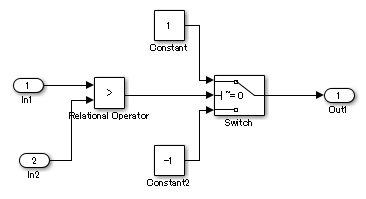 1
Constant
1
In1
>
Relational Operator
~= 0
Switch
1
Out1
2
In2
-1
Constant2